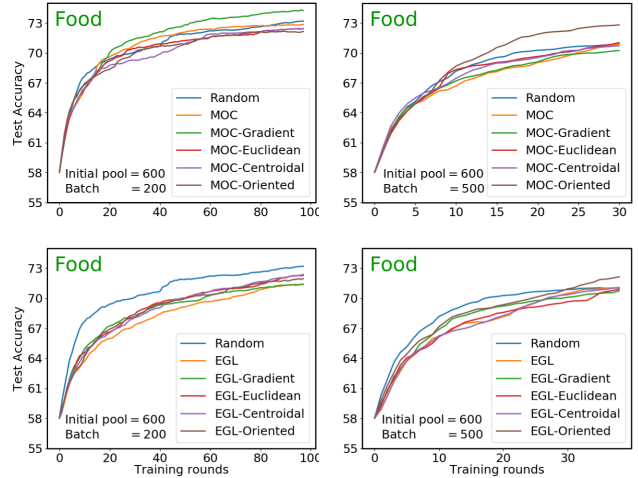 Food
Test Accuracy
73
70
67
64
61
58
55
Random
MOC
MOC-Gradient
MOC-Euclidean
MOC-Centroidal
MOC-Oriented
Initial pool = 600
Batch = 200
0 20 40 60 80 100
Food
73
70
67
64
61
58
55
Random
MOC
MOC-Gradient
MOC-Euclidean
MOC-Centroidal
MOC-Oriented
Initial pool = 600
Batch = 500
0 5 10 15 20 25 30
Food
Test Accuracy
73
70
67
64
61
58
55
Random
EGL
EGL-Gradient
EGL-Euclidean
EGL-Centroidal
EGL-Oriented
Initial pool = 600
Batch = 200
0 20 40 60 80 100
Training rounds
Food
73
70
67
64
61
58
55
Random
EGL
EGL-Gradient
EGL-Euclidean
EGL-Centroidal
EGL-Oriented
Initial pool = 600
Batch = 500
0 10 20 30
Training rounds